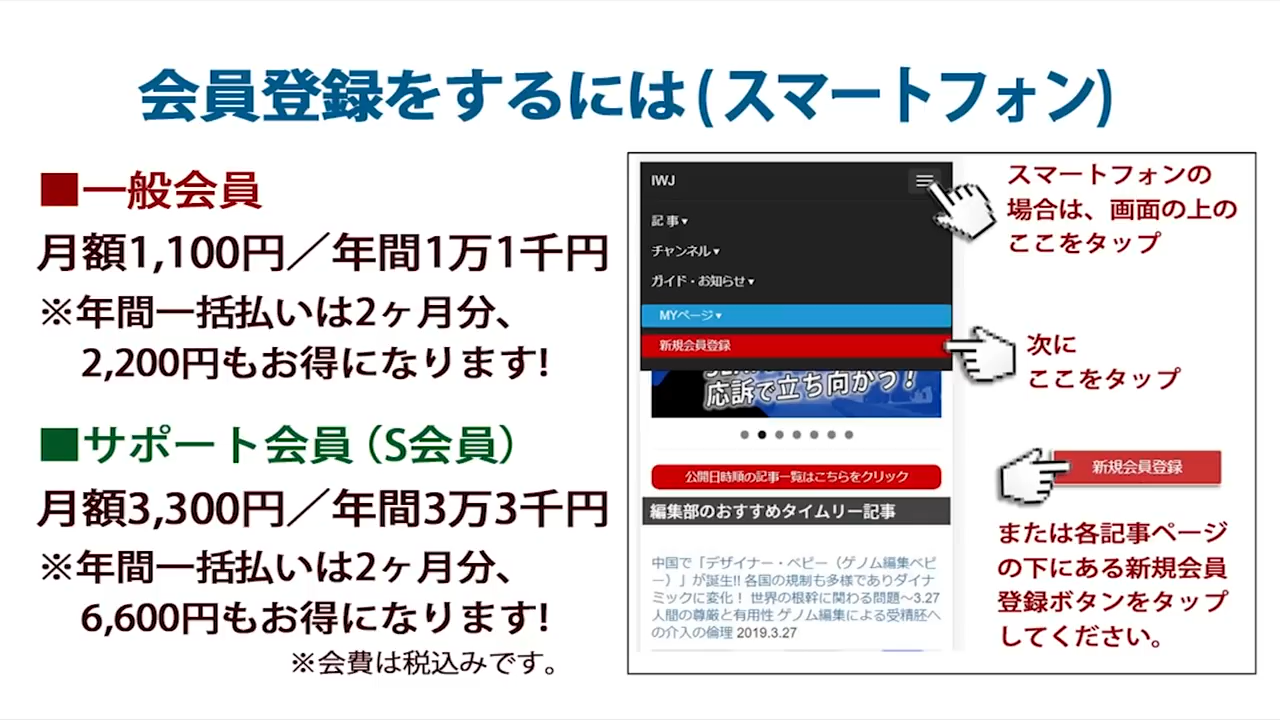 会員登録をするには(スマートフォン)
■一般会員
月額1,100円／年間1万1千円
※年間一括払いは2ヶ月分、
2,200円もお得になります!
■サポート会員（S会員）
月額3,300円／年間3万3千円
※年間一括払いは2ヶ月分、
6,600円もお得になります!
※会費は税込みです。
IWJ
記事▾
チャンネル▾
ガイド・お知らせ▾
MYページ▾
新規会員登録
応訴で立ち向かう！
公開日時順の記事一覧はこちらをクリック
編集部のおすすめタイムリー記事
中国で「デザイナー・ベビー（ゲノム編集ベビ
ー）」が誕生!! 各国の規制も多様でありダイナ
ミックに変化！ 世界の根幹に関わる問題～3.27
人間の尊厳と有用性 ゲノム編集による受精胚へ
の介入の倫理 2019.3.27
スマートフォンの
場合は、画面の上の
ここをタップ
次に
ここをタップ
新規会員登録
または各記事ページ
の下にある新規会員
登録ボタンをタップ
してください。